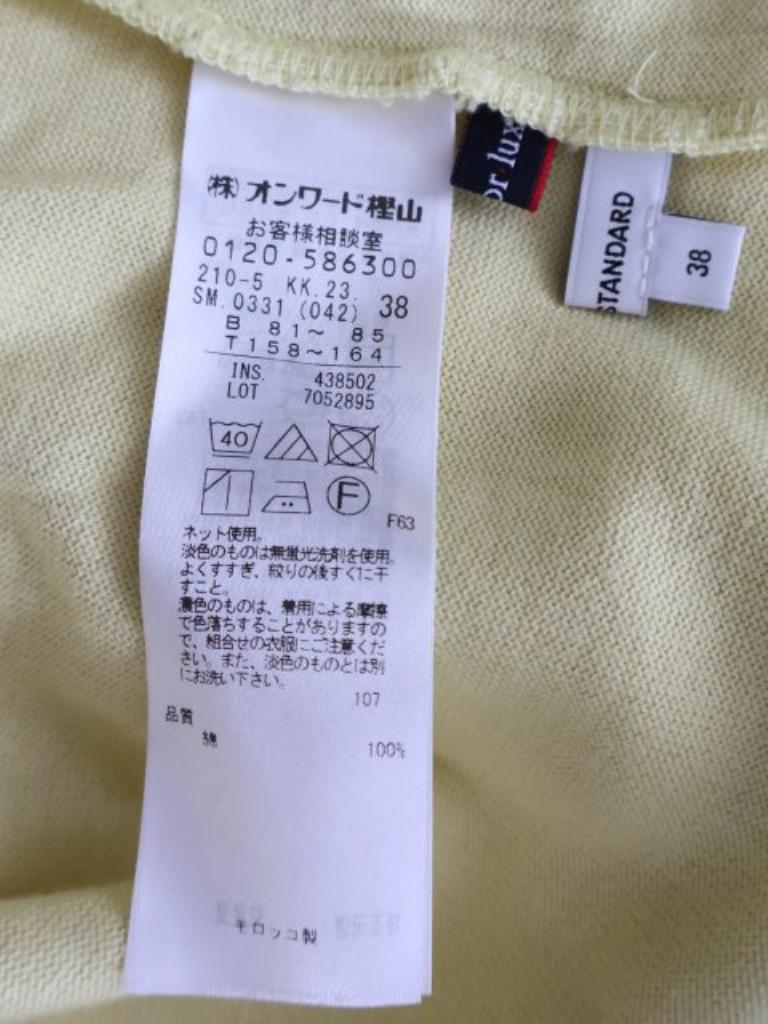 (株)オンワード樫山
お客様相談室
0120-586300
210-5 KK.23.
SM.0331 (042) 38
B 81〜 85
T158〜164
INS. 438502
LOT 7052895
40
F
F63
ネット使用。
淡色のものは無蛍光洗剤を使用。
よくすすぎ、絞りの後すぐに干
すこと。
濃色のものは、着用による摩擦
で色落ちすることがありますの
で、組合せの衣服にご注意くだ
さい。また、淡色のものとは別
にお洗い下さい。
107
品質
綿 100%
モロッコ製
or lux
STANDARD
38